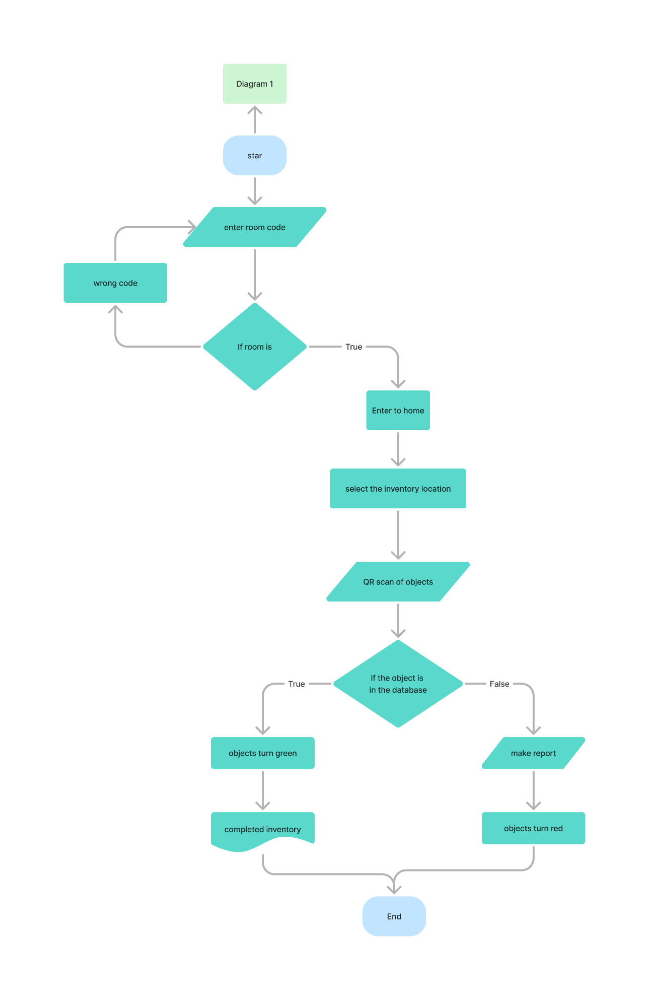 Diagram 1
star
enter room code
wrong code
If room is
True
Enter to home
select the inventory location
QR scan of objects
if the object is
in the database
True
False
objects turn green
make report
completed inventory
objects turn red
End